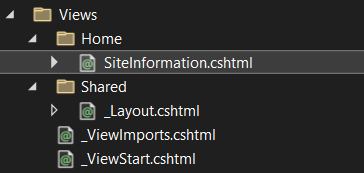 Views
Home
SiteInformation.cshtml
Shared
_Layout.cshtml
_ViewImports.cshtml
_ViewStart.cshtml